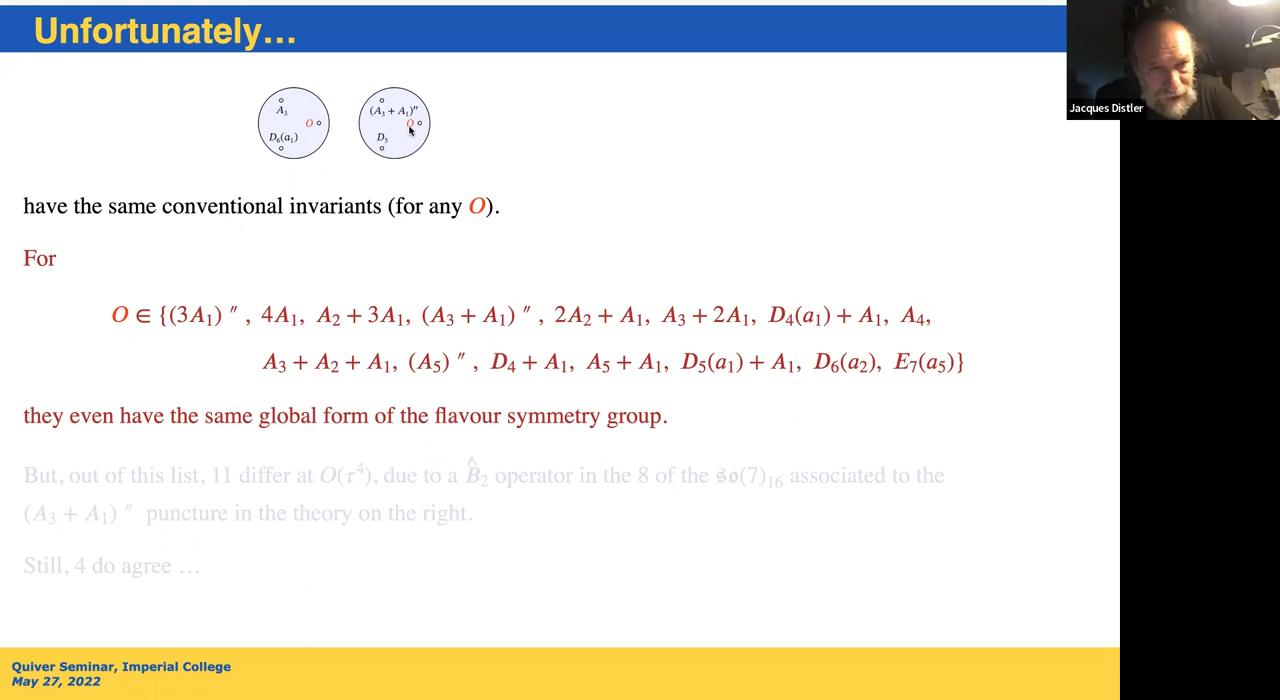 Unfortunately…
Jacques Distler
A₃
O
D₆(a₁)
(A₃ + A₁)″
O
D₅
have the same conventional invariants (for any O).
For
O ∈ {(3A₁) ″ , 4A₁, A₂ + 3A₁, (A₃ + A₁) ″ , 2A₂ + A₁, A₃ + 2A₁, D₄(a₁) + A₁, A₄,
A₃ + A₂ + A₁, (A₅) ″ , D₄ + A₁, A₅ + A₁, D₅(a₁) + A₁, D₆(a₂), E₇(a₅)}
they even have the same global form of the flavour symmetry group.
But, out of this list, 11 differ at O(τ⁴), due to a B̂₂ operator in the 8 of the 𝔰𝔬(7)₁₆ associated to the
(A₃ + A₁) ″ puncture in the theory on the right.
Still, 4 do agree …
Quiver Seminar, Imperial College
May 27, 2022